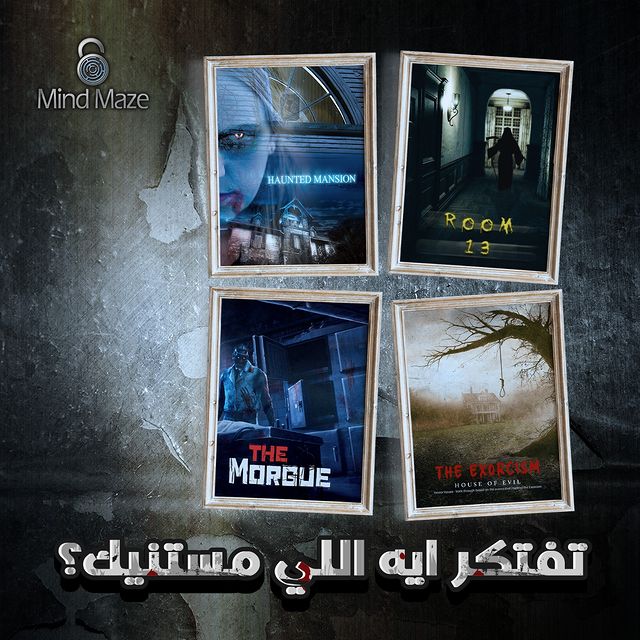 Mind Maze
HAUNTED MANSION
ROOM
13
THE
MORGUE
THE EXORCISM
HOUSE OF EVIL
تفتكر ايه اللي مستنيك؟